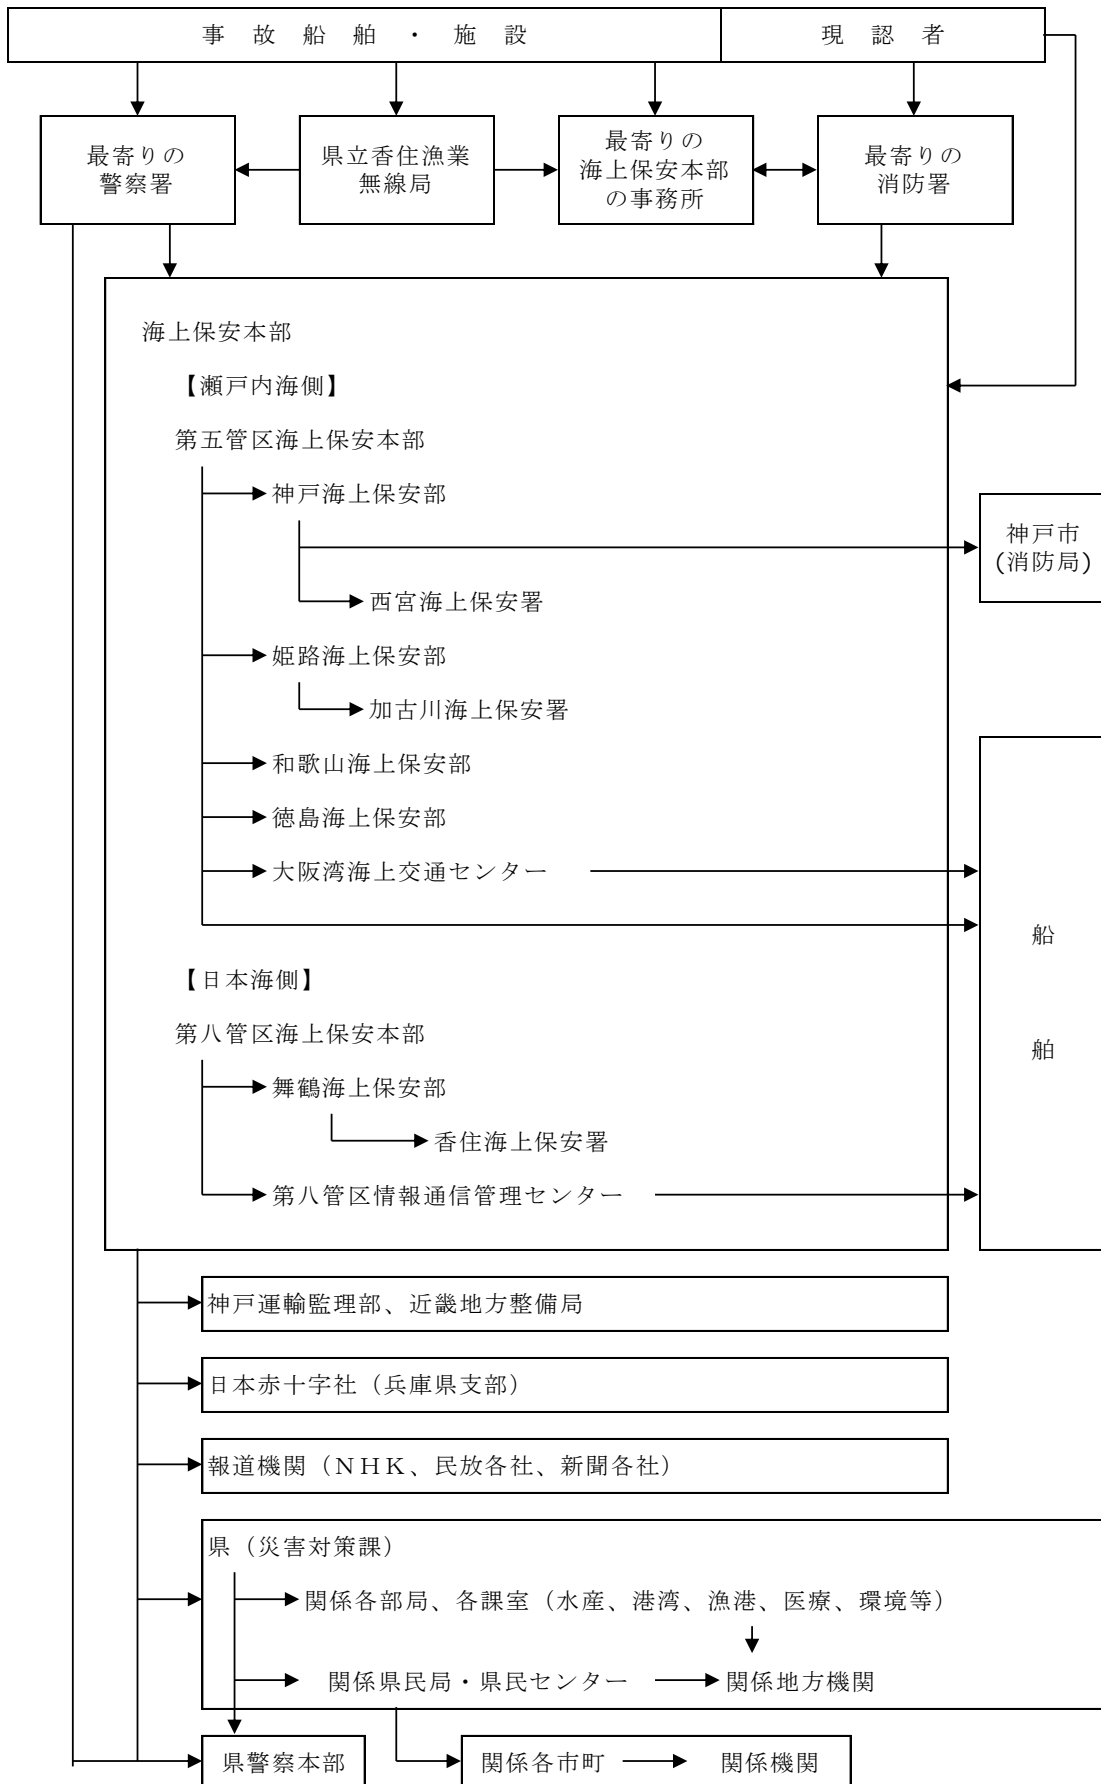 事故船舶・施設
現認者
最寄りの
警察署
県立香住漁業
無線局
最寄りの
海上保安本部
の事務所
最寄りの
消防署
海上保安本部
【瀬戸内海側】
第五管区海上保安本部
神戸海上保安部
神戸市
(消防局)
西宮海上保安署
姫路海上保安部
加古川海上保安署
和歌山海上保安部
徳島海上保安部
大阪湾海上交通センター
船
舶
【日本海側】
第八管区海上保安本部
舞鶴海上保安部
香住海上保安署
第八管区情報通信管理センター
神戸運輸監理部、近畿地方整備局
日本赤十字社（兵庫県支部）
報道機関（ＮＨＫ、民放各社、新聞各社）
県（災害対策課）
関係各部局、各課室（水産、港湾、漁港、医療、環境等）
関係県民局・県民センター
関係地方機関
県警察本部
関係各市町
関係機関